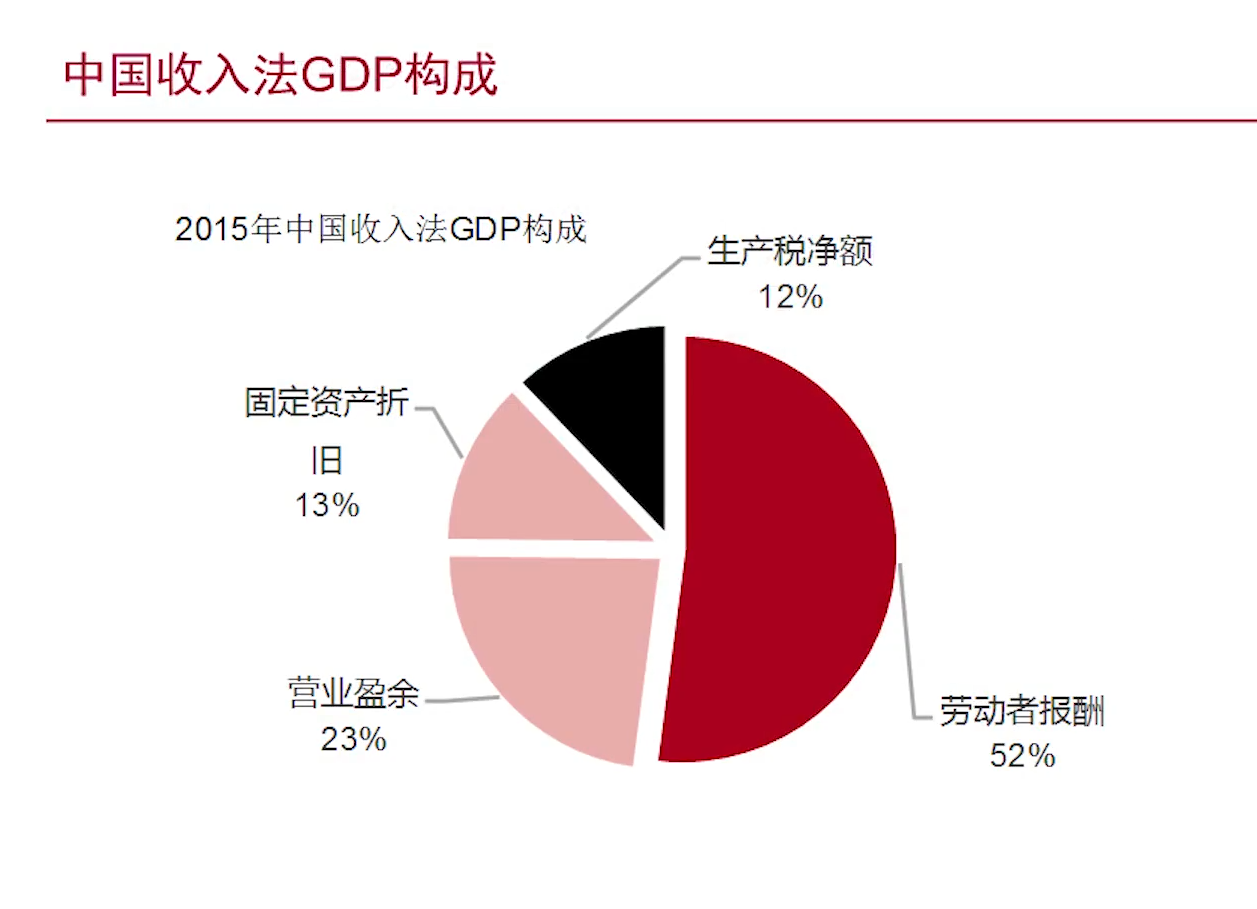 中国收入法GDP构成
2015年中国收入法GDP构成
生产税净额
12%
固定资产折
旧
13%
营业盈余
23%
劳动者报酬
52%